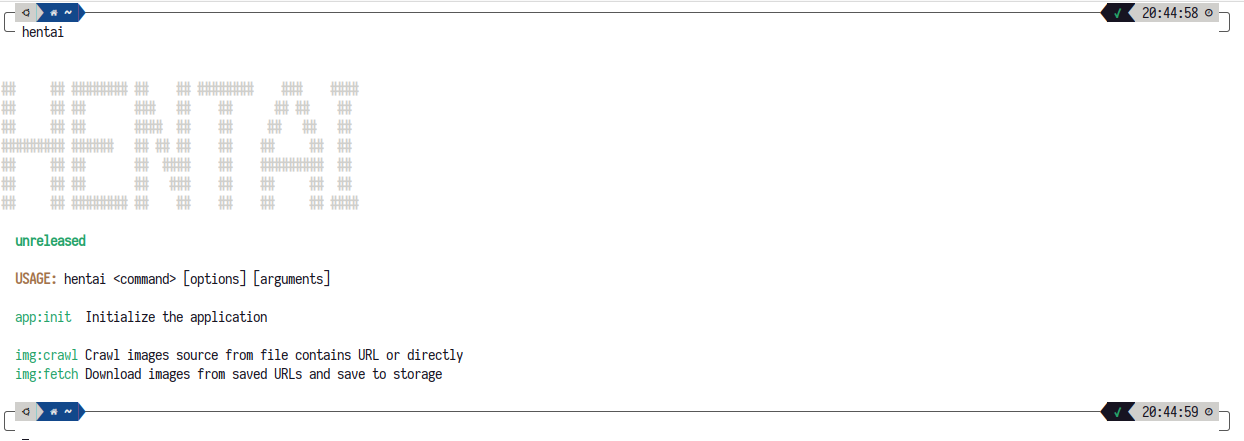 ~ 20:44:58
hentai
HENTAI
unreleased
USAGE: hentai <command> [options] [arguments]
app:init Initialize the application
img:crawl Crawl images source from file contains URL or directly
img:fetch Download images from saved URLs and save to storage
~ 20:44:59